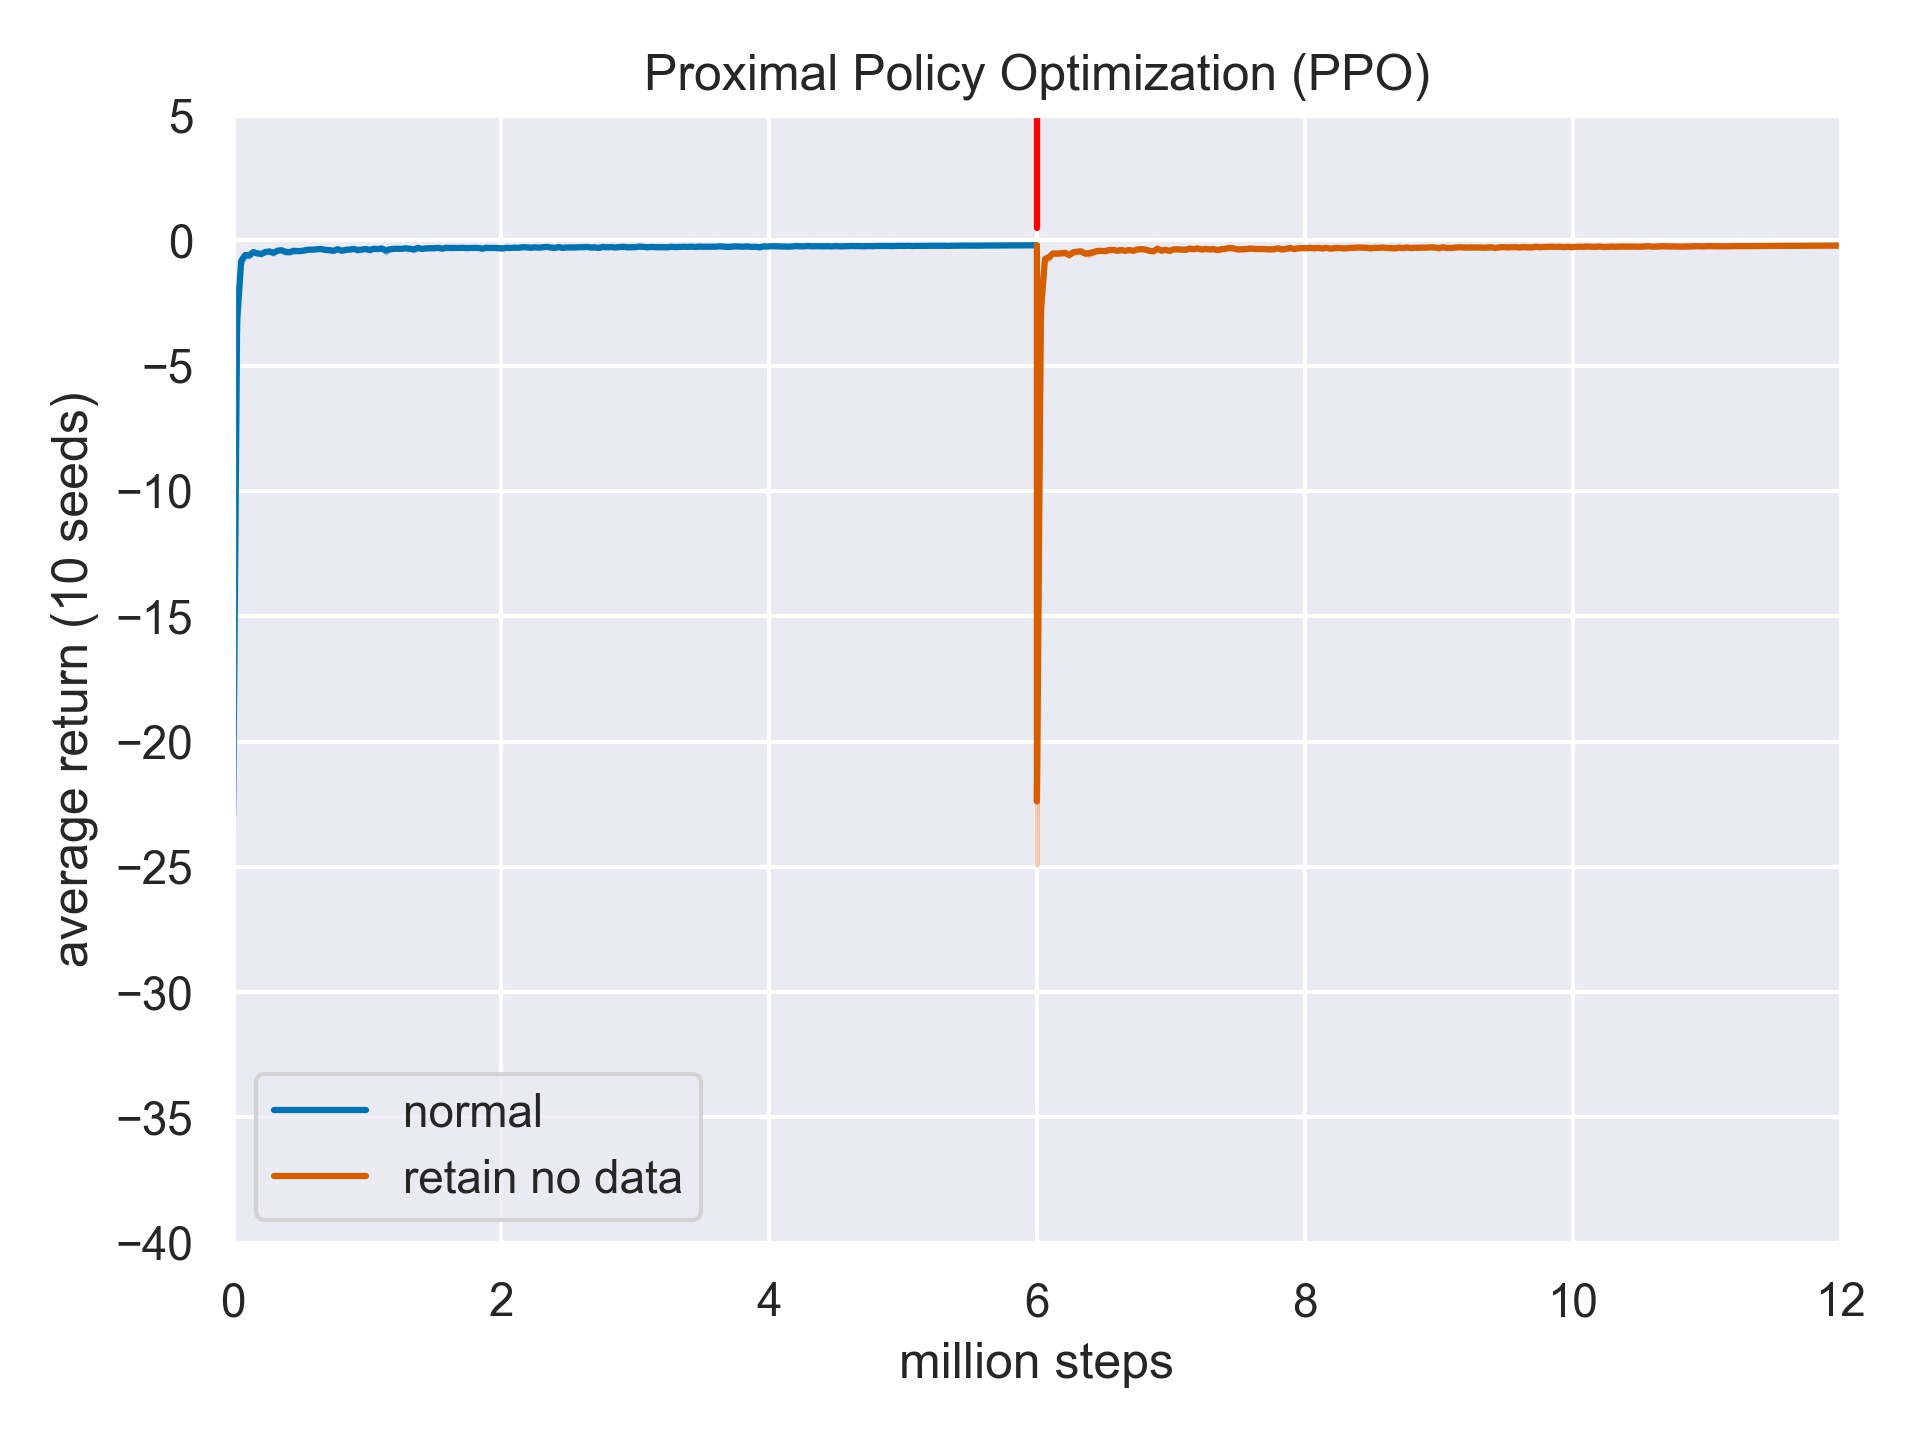 Proximal Policy Optimization (PPO)
5
0
−5
−10
−15
−20
−25
−30
−35
−40
average return (10 seeds)
normal
retain no data
0 2 4 6 8 10 12
million steps